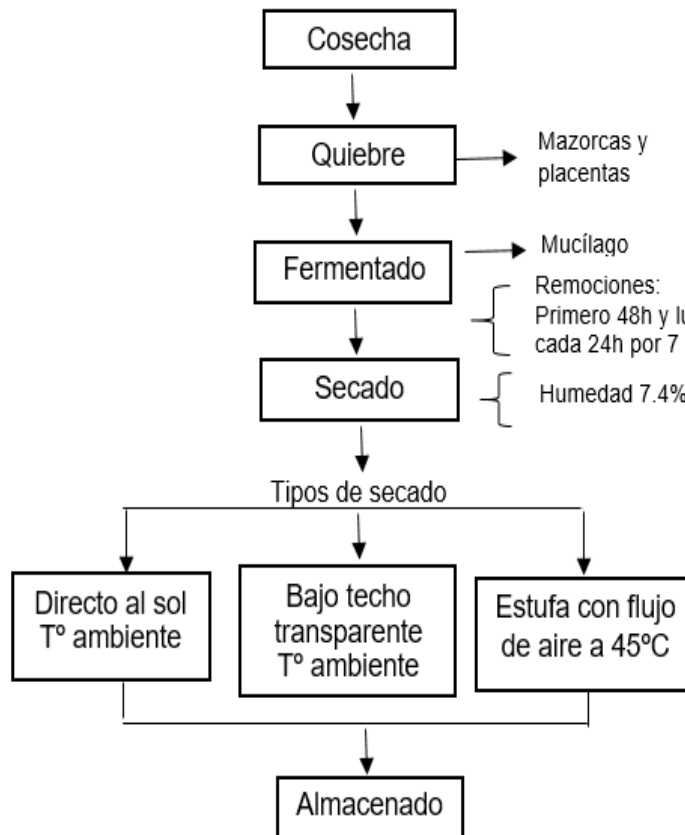 Cosecha
Quiebre
Mazorcas y
placentas
Fermentado
Mucílago
Remociones:
Primero 48h y
cada 24h por 7
Secado
Humedad 7.4%
Tipos de secado
Directo al sol
Tº ambiente
Bajo techo
transparente
Tº ambiente
Estufa con flujo
de aire a 45ºC
Almacenado